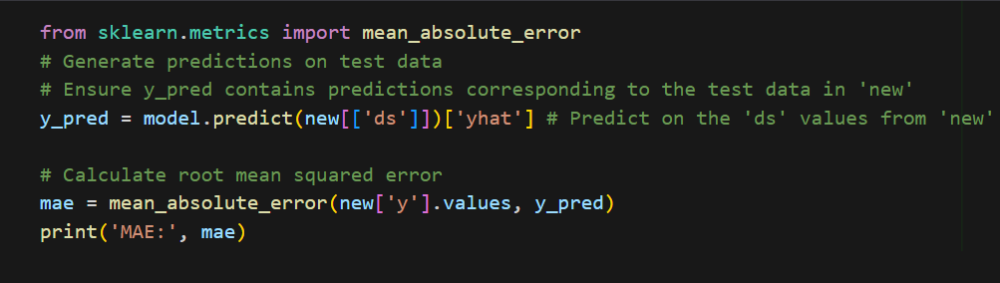 from sklearn.metrics import mean_absolute_error
# Generate predictions on test data
# Ensure y_pred contains predictions corresponding to the test data in 'new'
y_pred = model.predict(new[['ds']])['yhat'] # Predict on the 'ds' values from 'new'
# Calculate root mean squared error
mae = mean_absolute_error(new['y'].values, y_pred)
print('MAE:', mae)